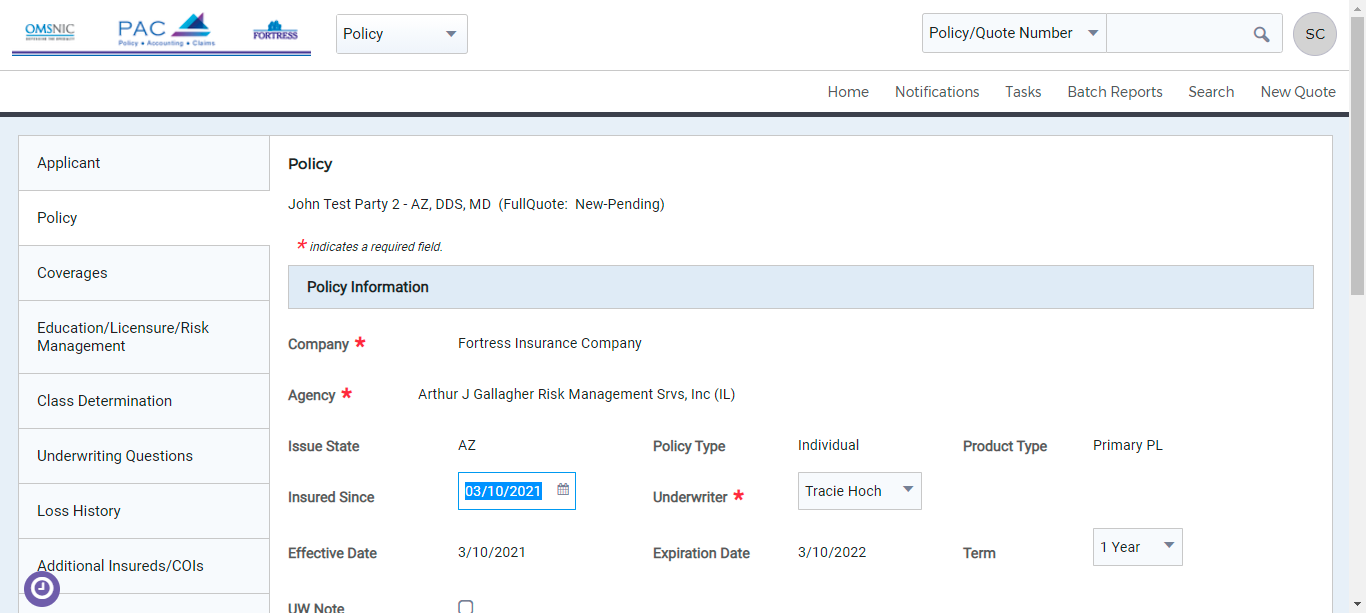 OMSNIC
PAC
Policy • Accounting • Claims
FORTRESS
Policy
Policy/Quote Number
SC
Home Notifications Tasks Batch Reports Search New Quote
Applicant
Policy
Coverages
Education/Licensure/Risk
Management
Class Determination
Underwriting Questions
Loss History
Additional Insureds/COIs
Policy
John Test Party 2 - AZ, DDS, MD (FullQuote: New-Pending)
* indicates a required field.
Policy Information
Company * Fortress Insurance Company
Agency * Arthur J Gallagher Risk Management Srvs, Inc (IL)
Issue State AZ Policy Type Individual Product Type Primary PL
Insured Since 03/10/2021 Underwriter * Tracie Hoch
Effective Date 3/10/2021 Expiration Date 3/10/2022 Term 1 Year
UW Note